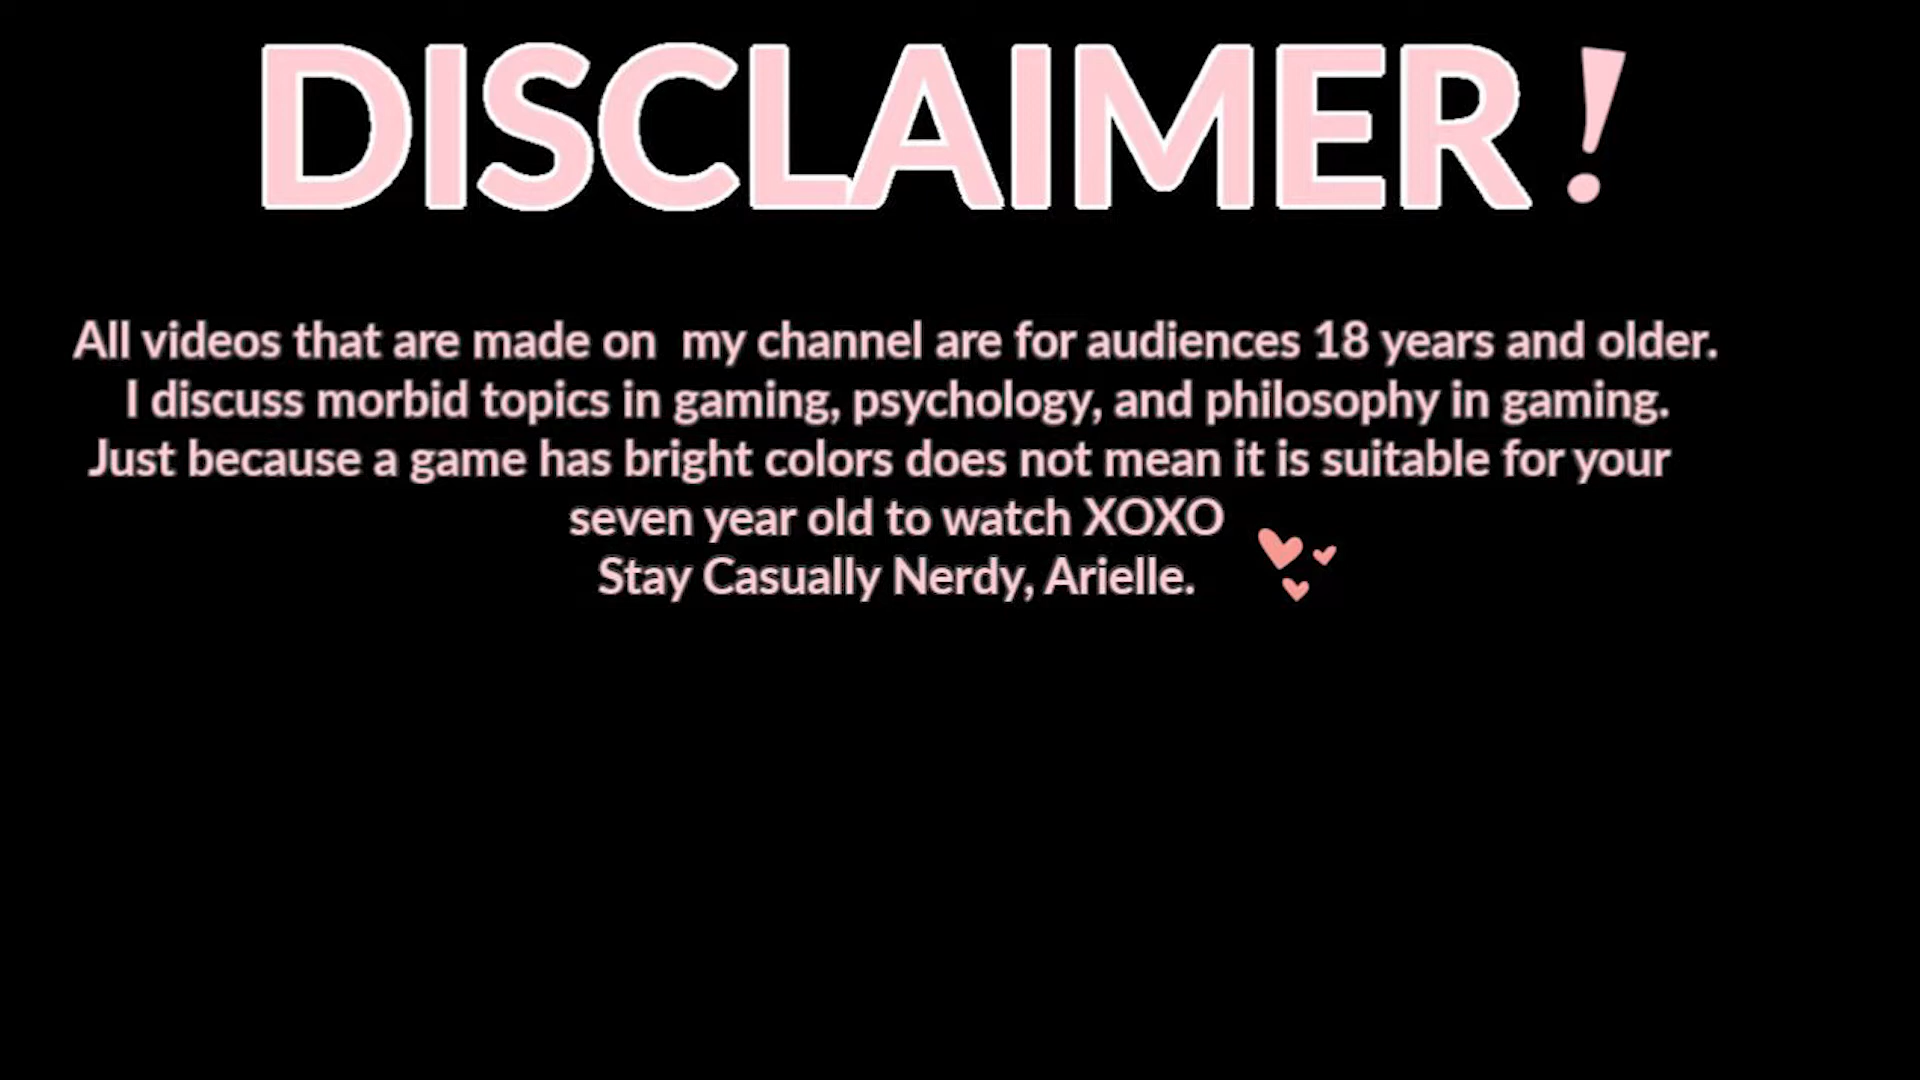 DISCLAIMER!
All videos that are made on  my channel are for audiences 18 years and older.
I discuss morbid topics in gaming, psychology, and philosophy in gaming.
Just because a game has bright colors does not mean it is suitable for your
seven year old to watch XOXO
Stay Casually Nerdy, Arielle.